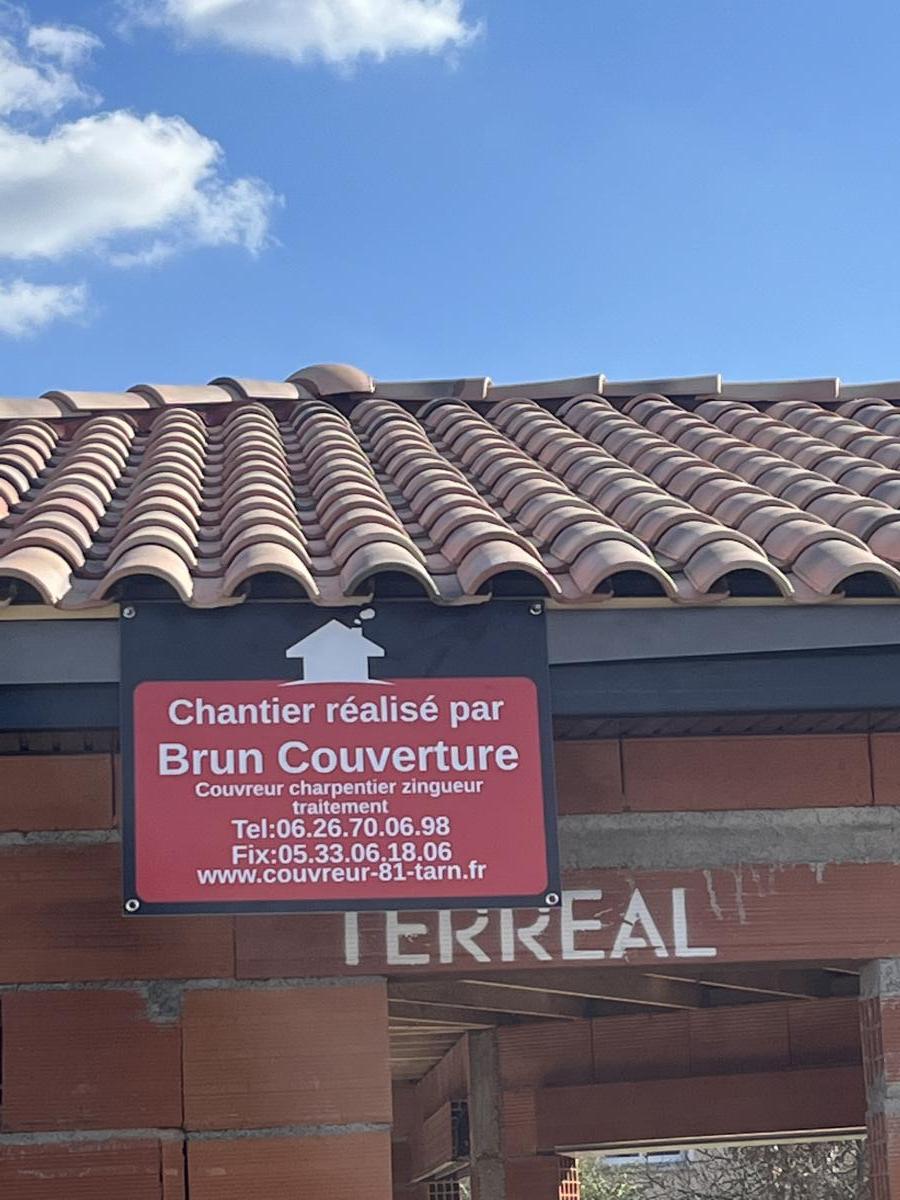 Chantier réalisé par
Brun Couverture
Couvreur charpentier zingueur
traitement
Tel:06.26.70.06.98
Fix:05.33.06.18.06
www.couvreur-81-tarn.fr
TERREAL